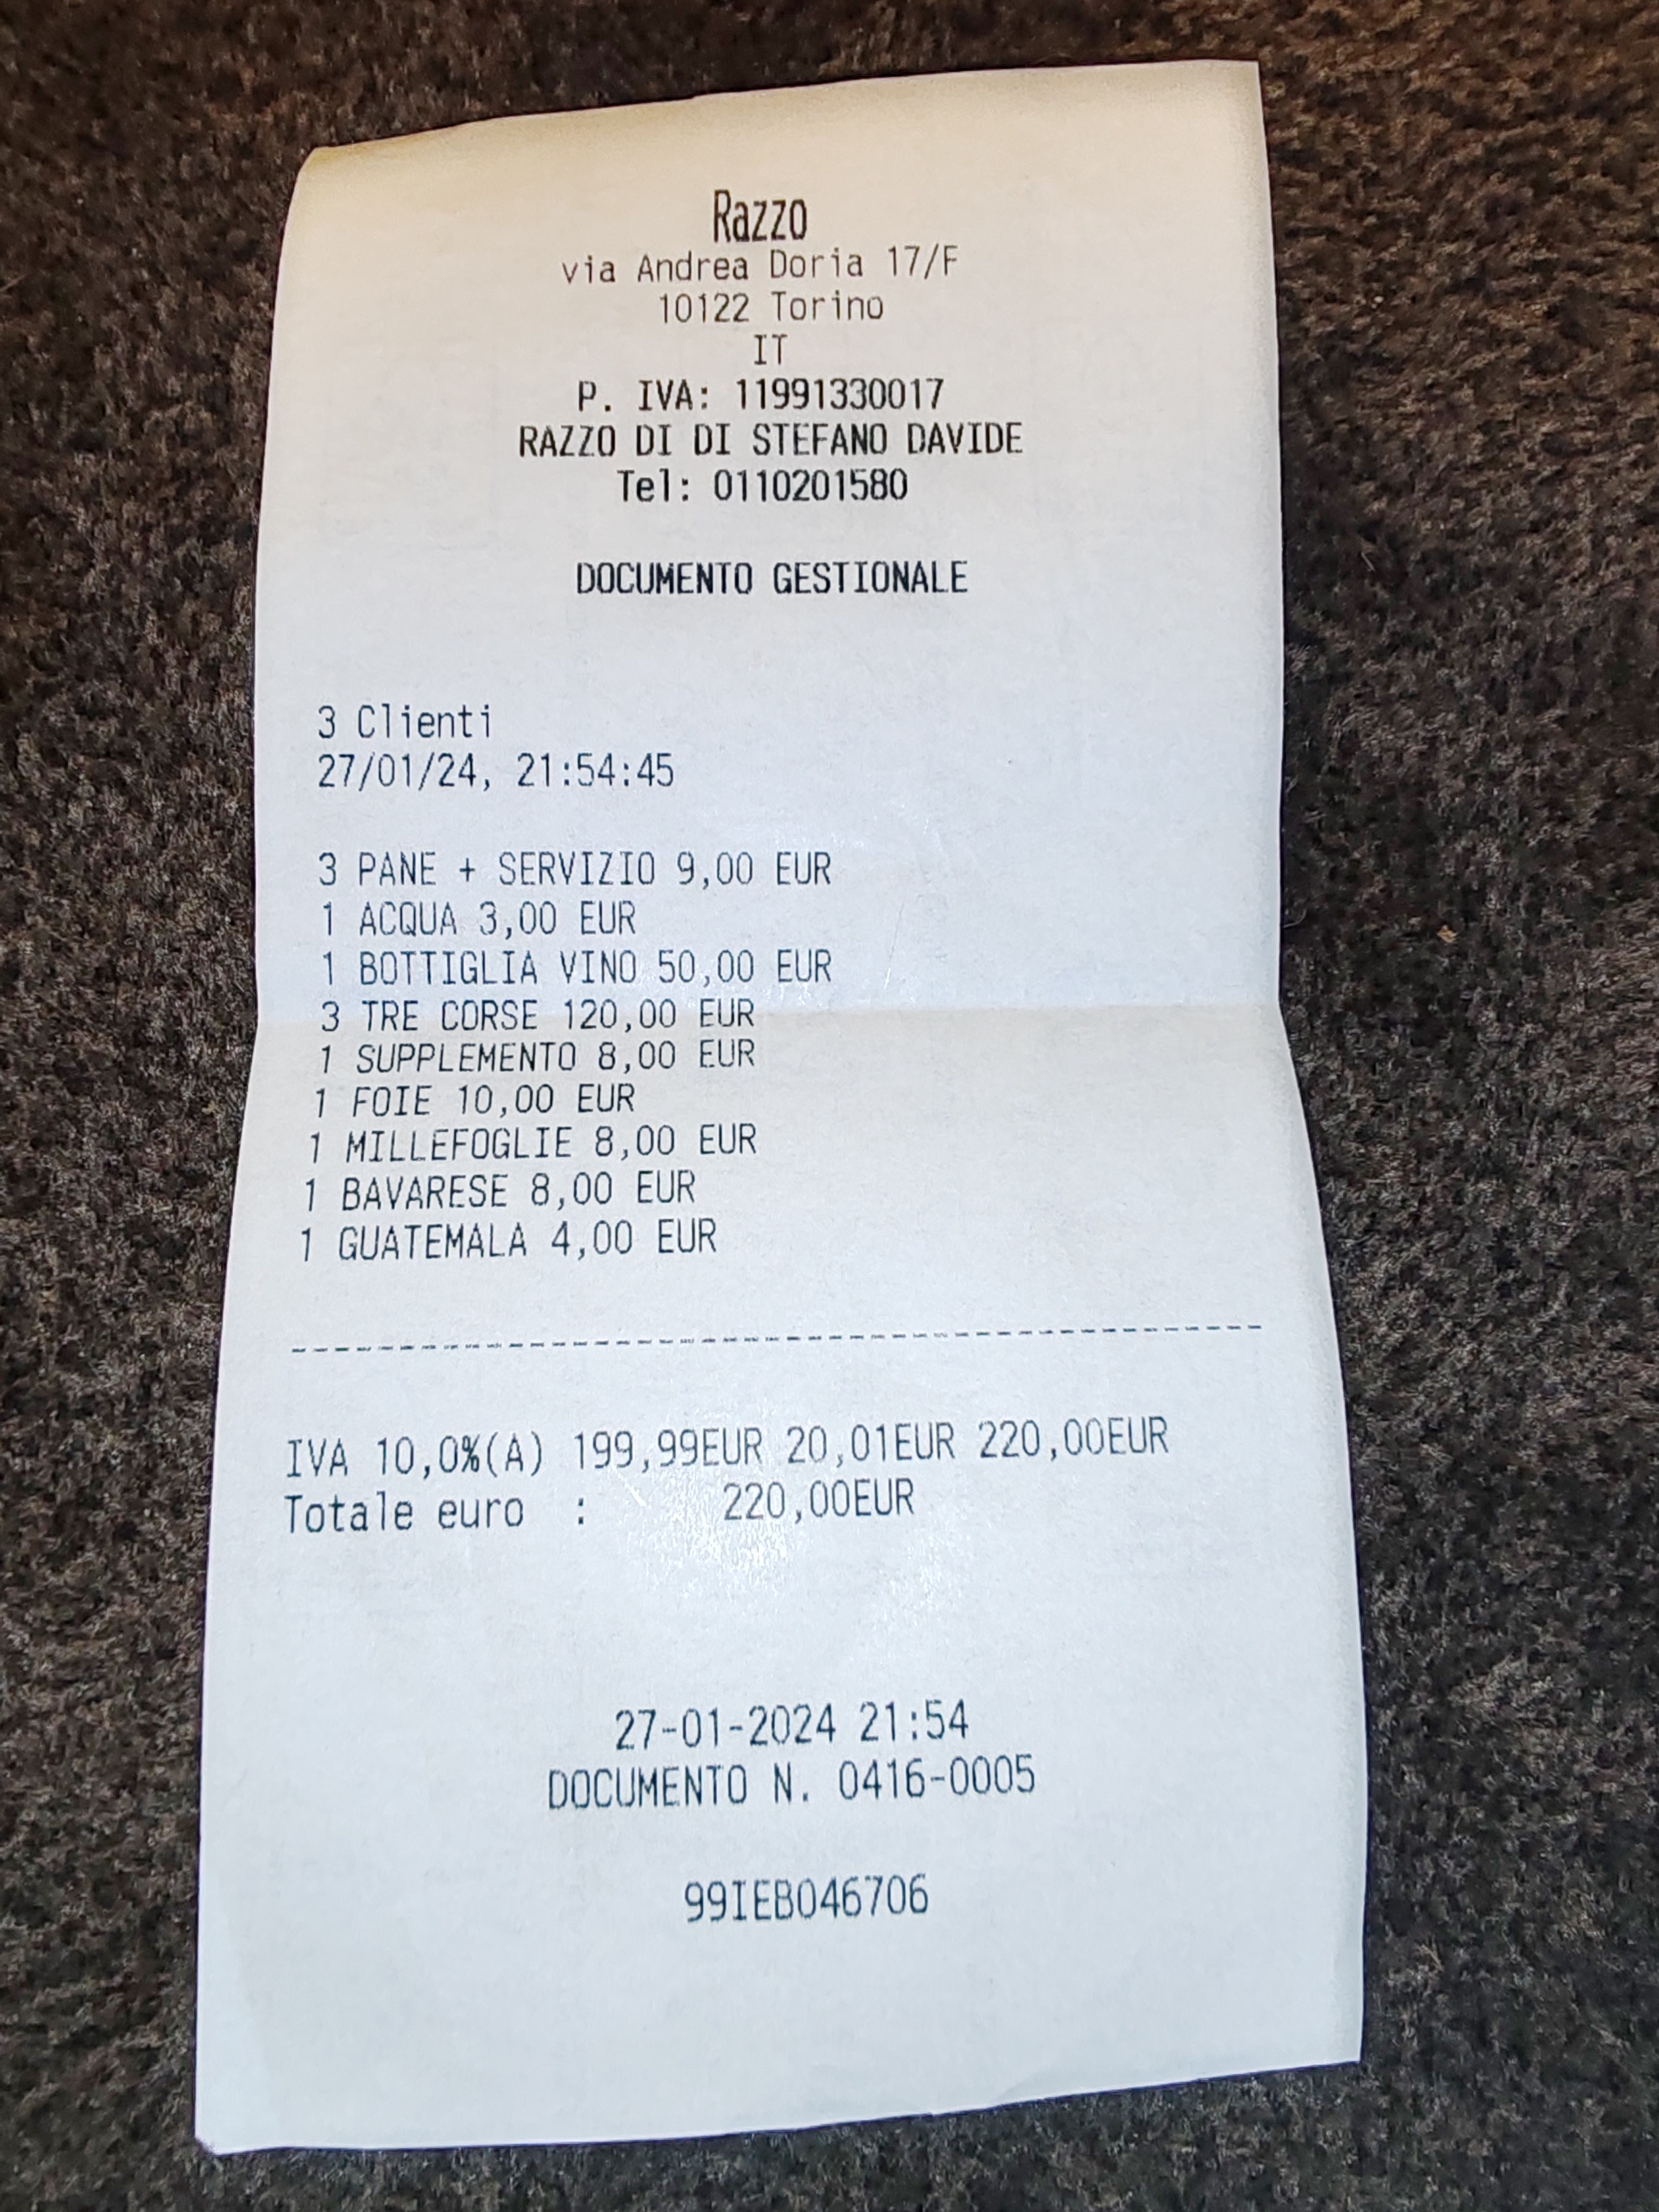 Razzo
via Andrea Doria 17/F
10122 Torino
IT
P. IVA: 11991330017
RAZZO DI DI STEFANO DAVIDE
Tel: 0110201580
DOCUMENTO GESTIONALE
3 Clienti
27/01/24, 21:54:45
3 PANE + SERVIZIO 9,00 EUR
1 ACQUA 3,00 EUR
1 BOTTIGLIA VINO 50,00 EUR
3 TRE CORSE 120,00 EUR
1 SUPPLEMENTO 8,00 EUR
1 FOIE 10,00 EUR
1 MILLEFOGLIE 8,00 EUR
1 BAVARESE 8,00 EUR
1 GUATEMALA 4,00 EUR
IVA 10,0%(A) 199,99EUR 20,01EUR 220,00EUR
Totale euro : 220,00EUR
27-01-2024 21:54
DOCUMENTO N. 0416-0005
99IEB046706